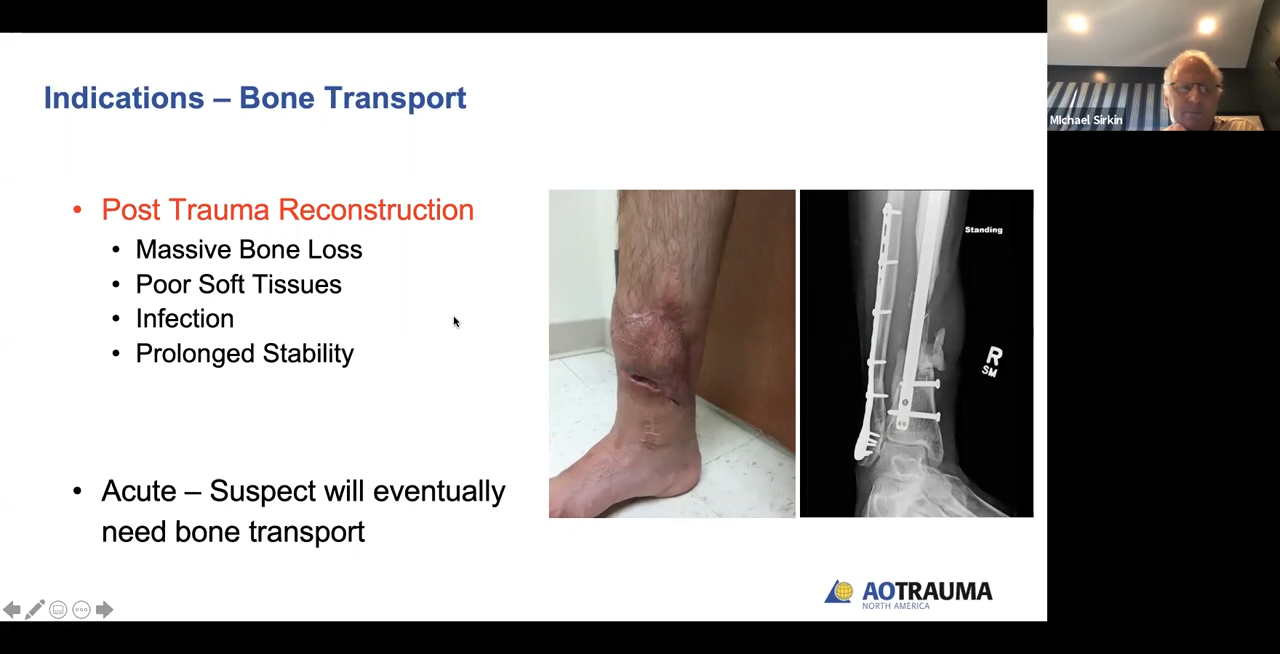 Indications – Bone Transport
MIchael Sirkin
• Post Trauma Reconstruction
• Massive Bone Loss
• Poor Soft Tissues
• Infection
• Prolonged Stability
• Acute – Suspect will eventually
need bone transport
Standing
R
SM
AOTRAUMA
NORTH AMERICA